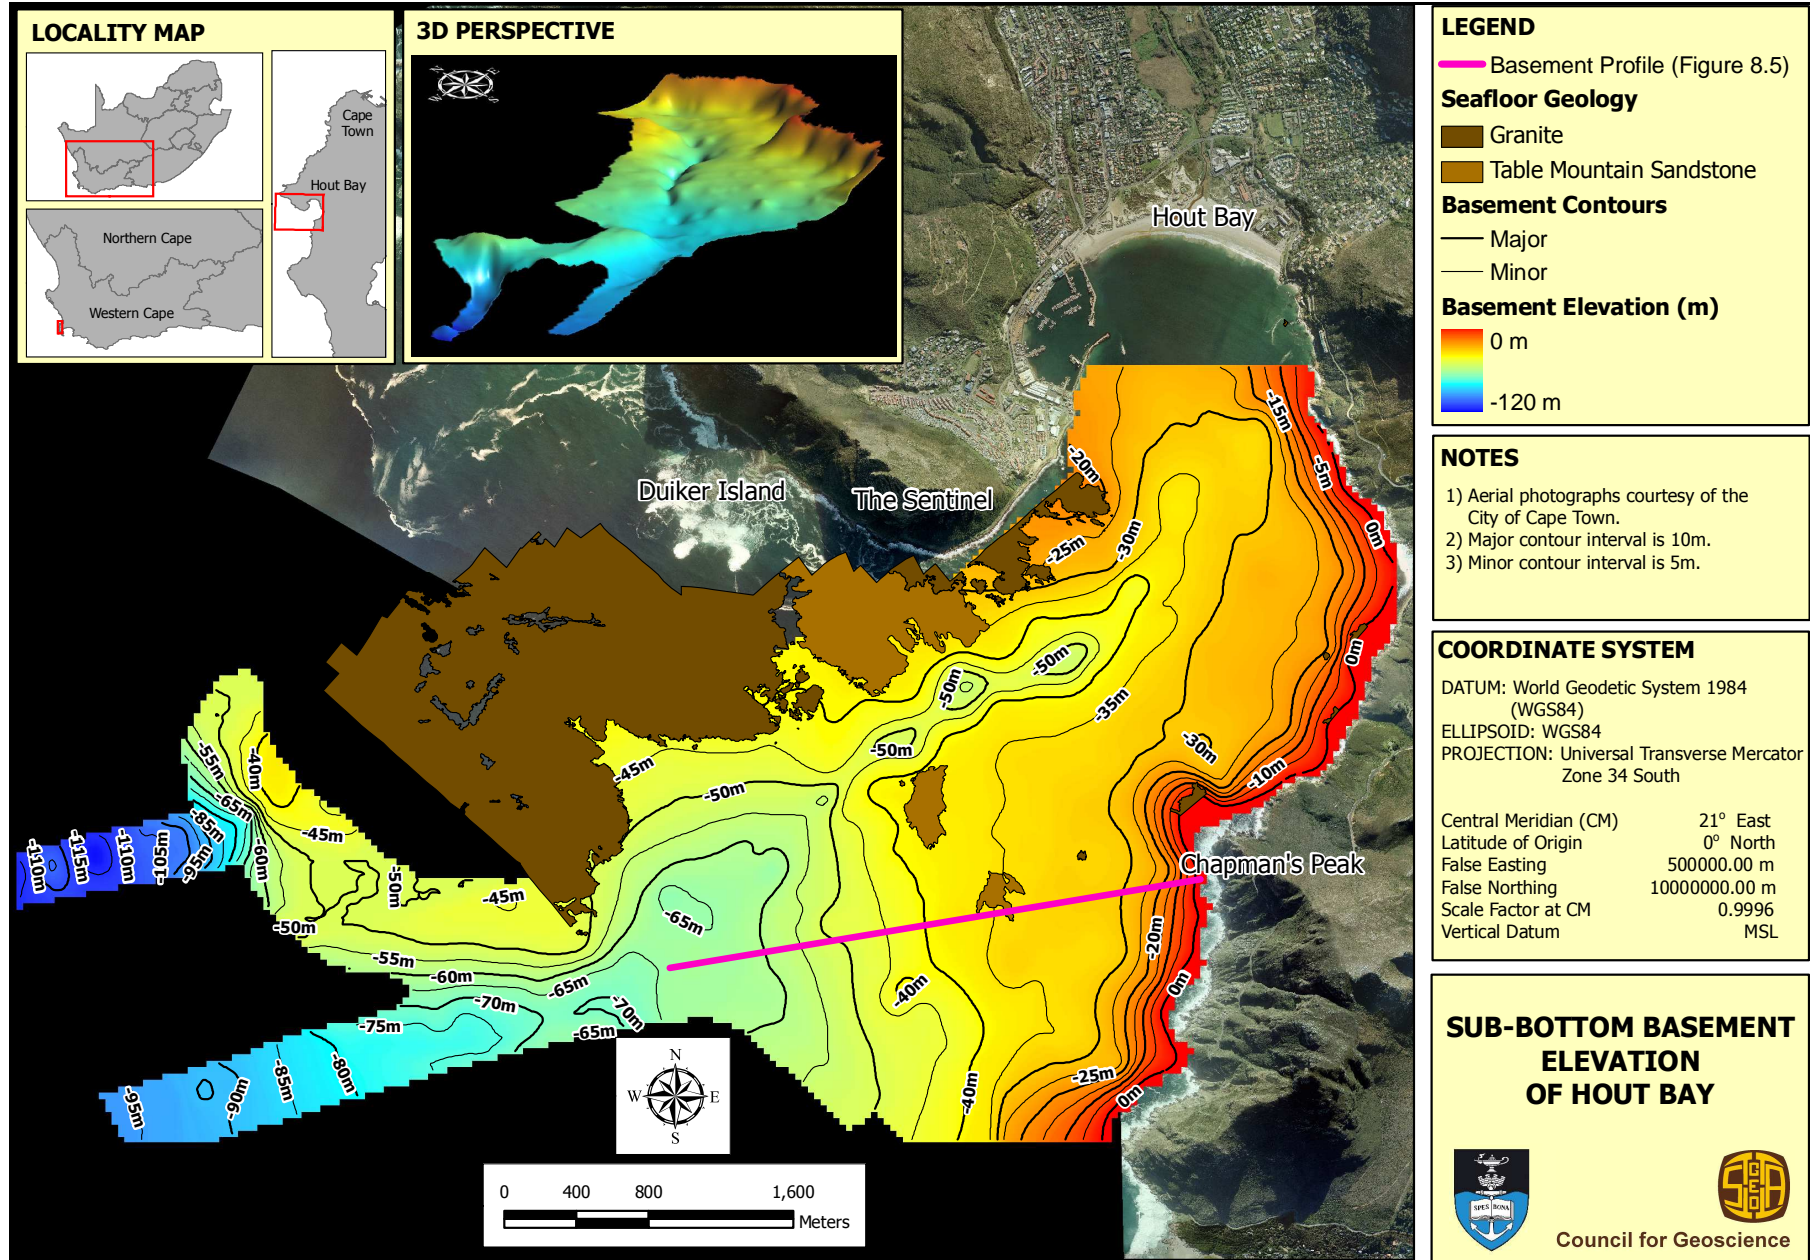 LOCALITY MAP
Cape
Town
Hout Bay
Northern Cape
Western Cape
3D PERSPECTIVE
N
E
S
W
Hout Bay
Duiker Island
The Sentinel
Chapman's Peak
-15m
-5m
0m
-20m
-25m
-30m
-50m
-50m
-50m
-35m
0m
-30m
-10m
-45m
-50m
-55m
-40m
-65m
-85m
-45m
-60m
-95m
-105m
-110m
-115m
-110m
-50m
-45m
-50m
-65m
-55m
-60m
-65m
-70m
-75m
-70m
-65m
-80m
-85m
-90m
-95m
-20m
0m
-40m
-40m
-25m
0m
N
W
E
S
0 400 800 1,600
Meters
LEGEND
Basement Profile (Figure 8.5)
Seafloor Geology
Granite
Table Mountain Sandstone
Basement Contours
Major
Minor
Basement Elevation (m)
0 m
-120 m
NOTES
1) Aerial photographs courtesy of the
City of Cape Town.
2) Major contour interval is 10m.
3) Minor contour interval is 5m.
COORDINATE SYSTEM
DATUM: World Geodetic System 1984
(WGS84)
ELLIPSOID: WGS84
PROJECTION: Universal Transverse Mercator
Zone 34 South
Central Meridian (CM) 21° East
Latitude of Origin 0° North
False Easting 500000.00 m
False Northing 10000000.00 m
Scale Factor at CM 0.9996
Vertical Datum MSL
SUB-BOTTOM BASEMENT
ELEVATION
OF HOUT BAY
SPES BONA
Council for Geoscience